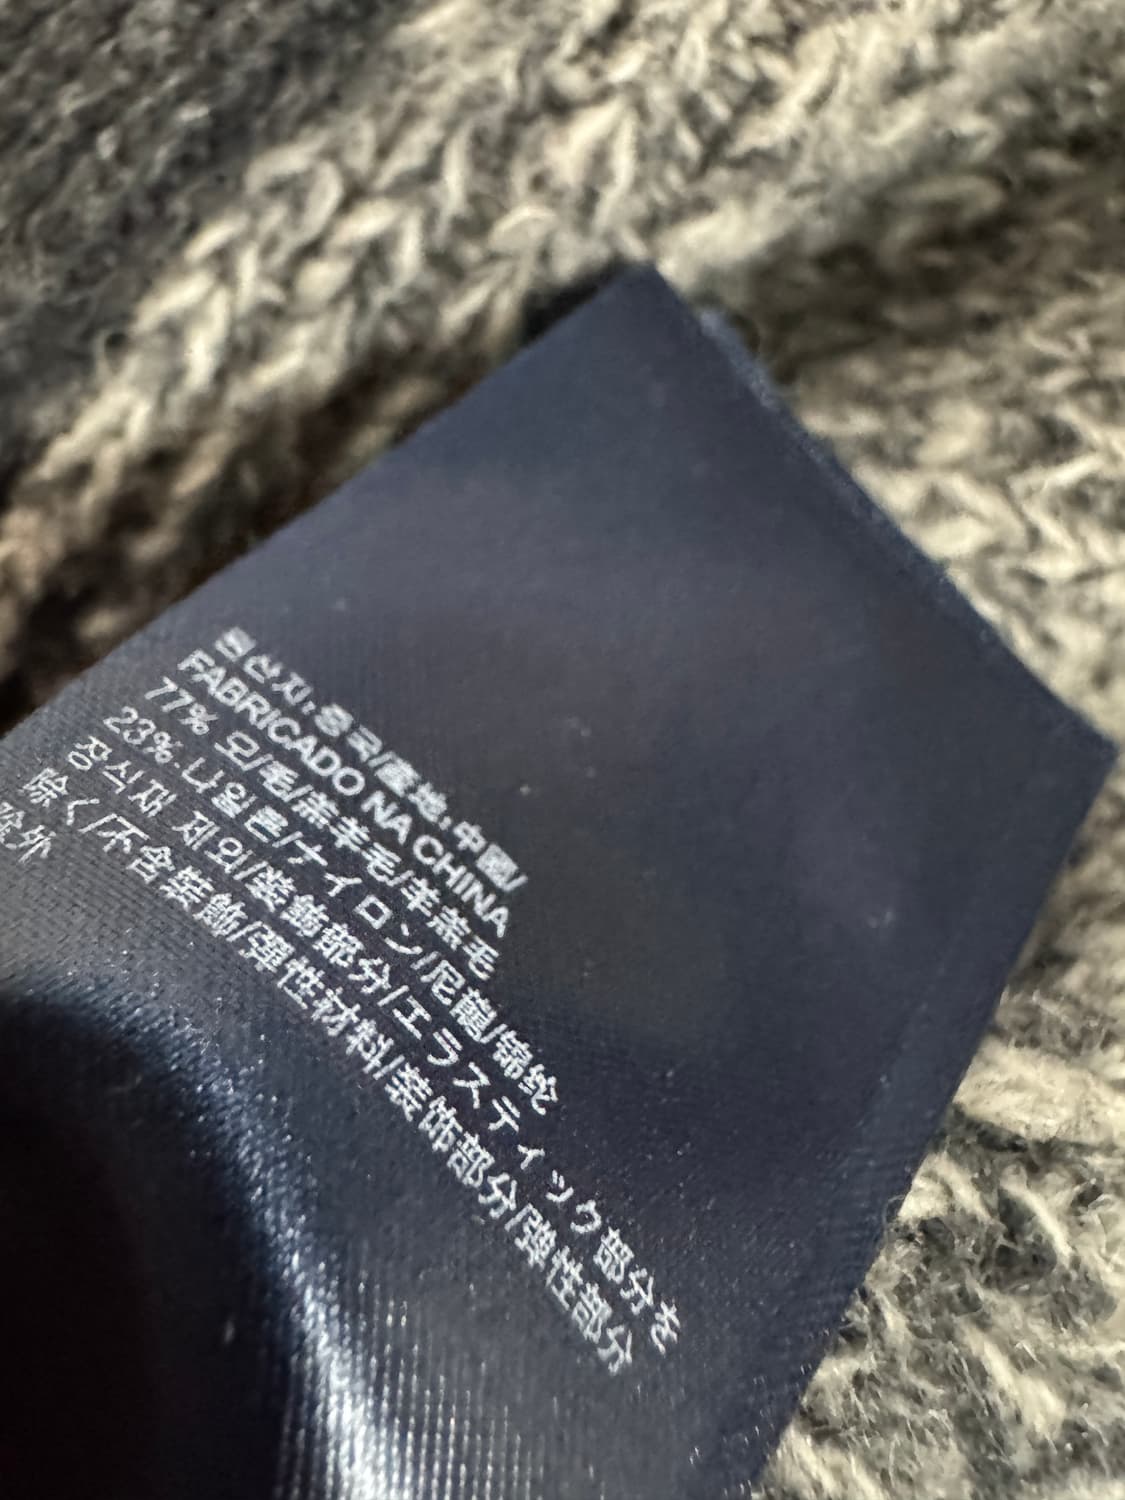 원산지: 중국/產地: 中國/
FABRICADO NA CHINA
77% 모/毛/羔羊毛/羊羔毛
23% 나일론/ナイロン/尼龍/锦纶
장식재 제외/装飾部分/エラスティック部分を
除く/不含装飾/彈性材料/装饰部分/弹性部分
除外